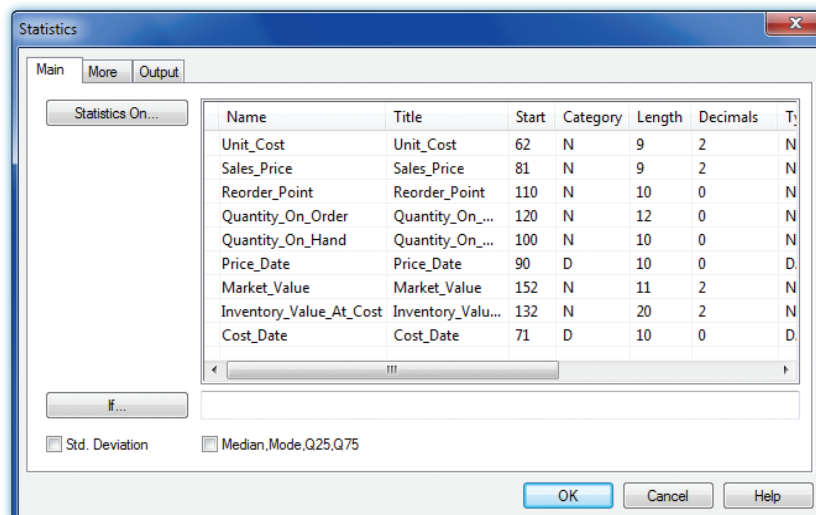 Statistics
Main More Output
Statistics On...
Name Title Start Category Length Decimals Ty
Unit_Cost Unit_Cost 62 N 9 2 N
Sales_Price Sales_Price 81 N 9 2 N
Reorder_Point Reorder_Point 110 N 10 0 N
Quantity_On_Order Quantity_On_... 120 N 12 0 N
Quantity_On_Hand Quantity_On_... 100 N 10 0 N
Price_Date Price_Date 90 D 10 0 D
Market_Value Market_Value 152 N 11 2 N
Inventory_Value_At_Cost Inventory_Valu... 132 N 20 2 N
Cost_Date Cost_Date 71 D 10 0 D
If...
Std. Deviation Median,Mode,Q25,Q75
OK Cancel Help